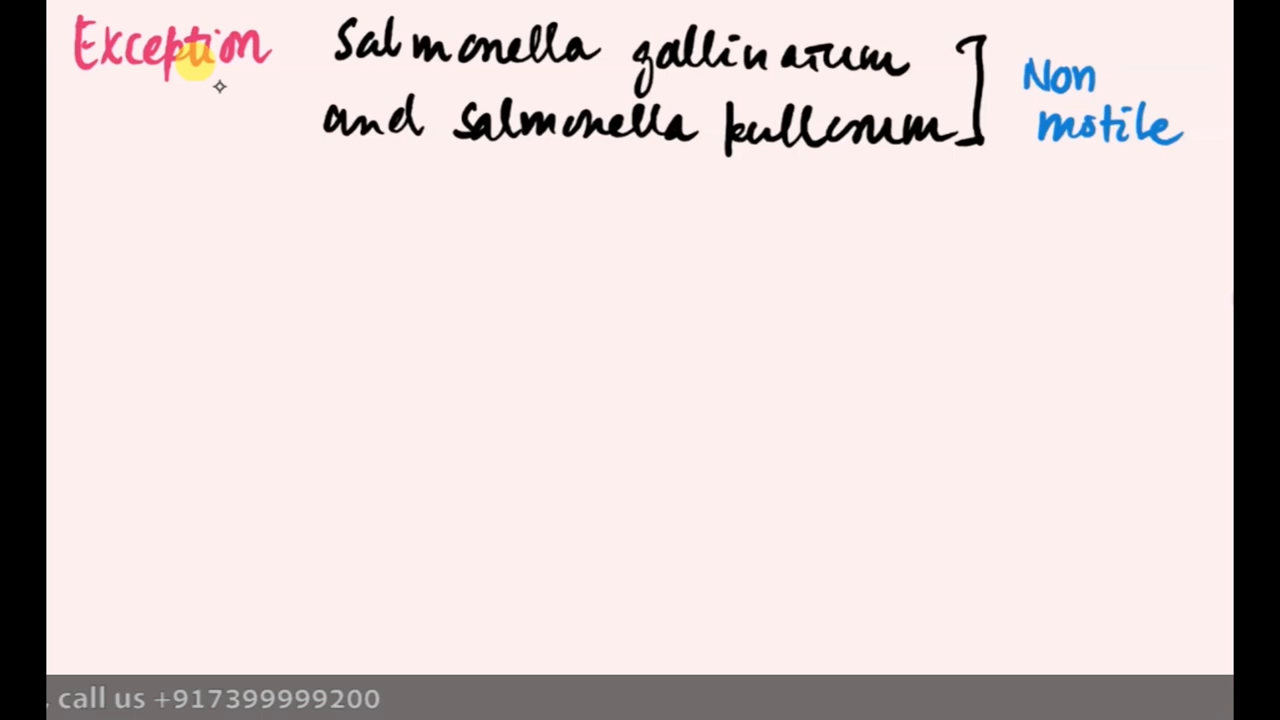 Exception Salmonella gallinarum
and salmonella pullorum
Non
motile
call us +917399999200